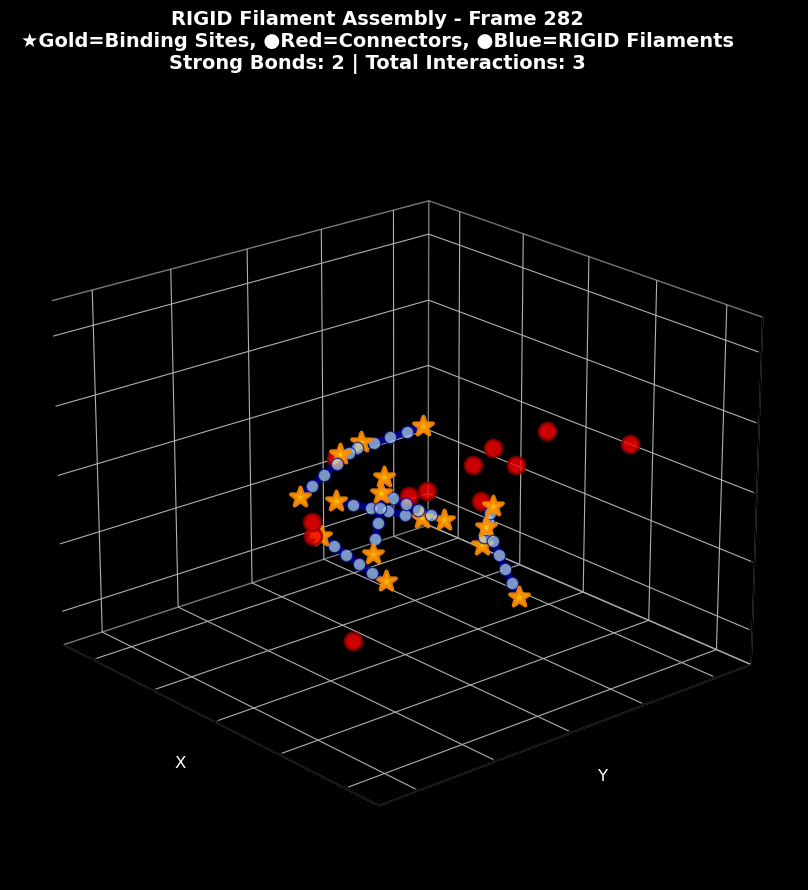 RIGID Filament Assembly - Frame 282
★Gold=Binding Sites, ●Red=Connectors, ●Blue=RIGID Filaments
Strong Bonds: 2 | Total Interactions: 3
X
Y